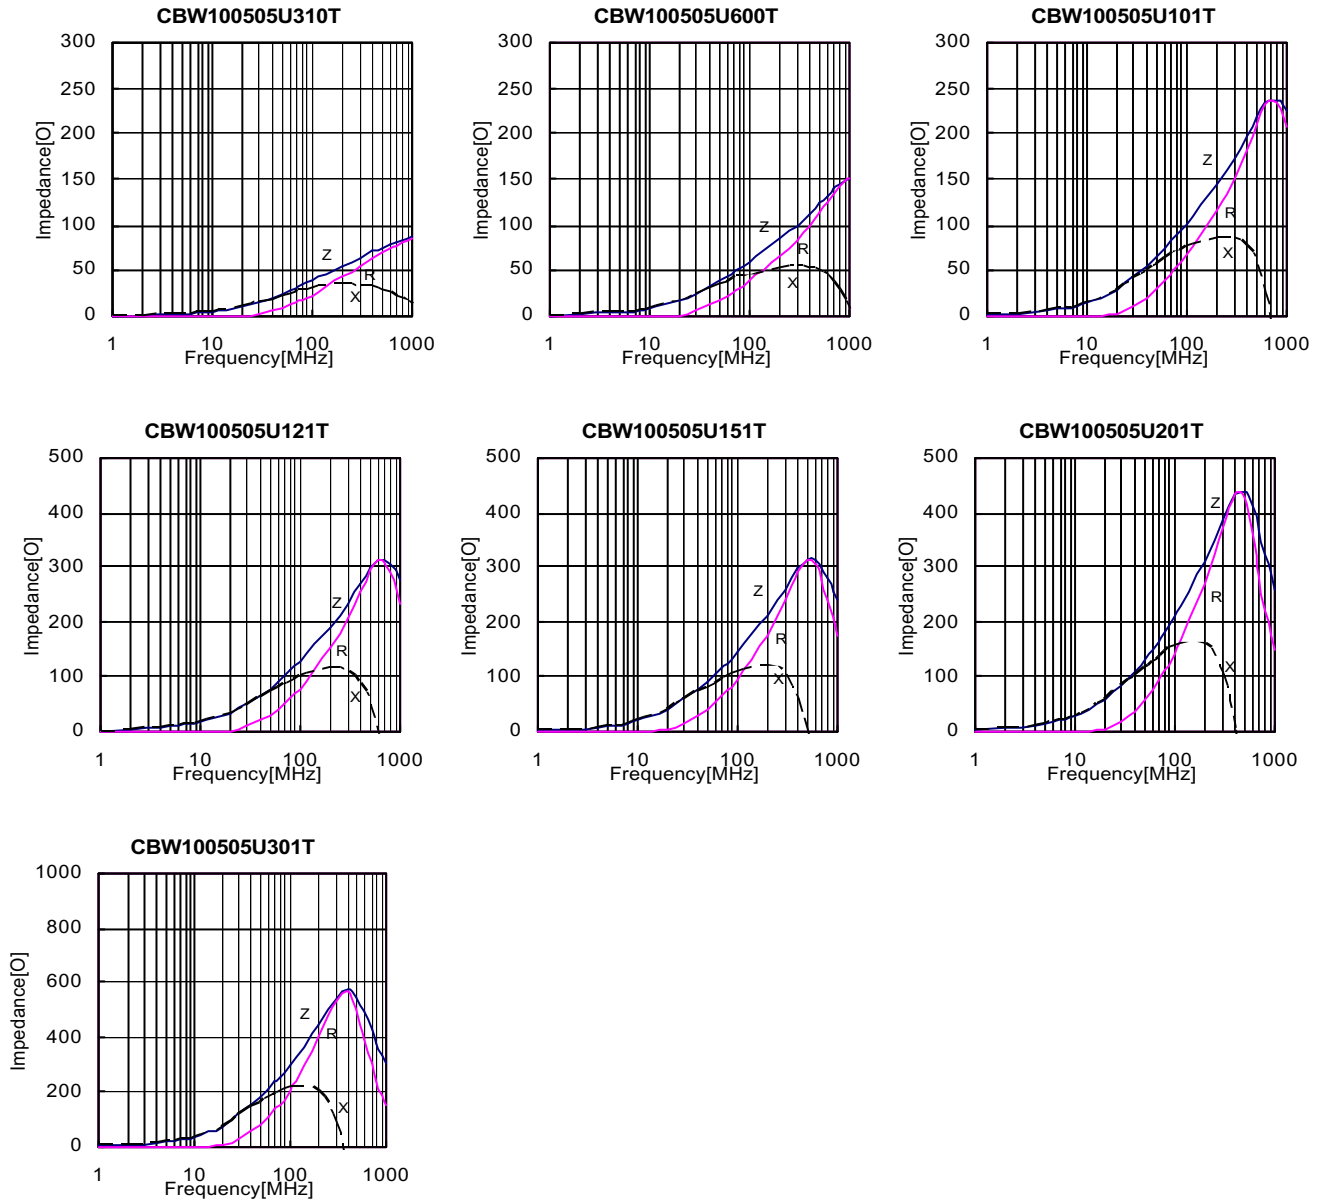 CBW100505U310T
CBW100505U600T
CBW100505U101T
300
250
200
150
100
50
0
Impedance[O]
Z
R
X
1 10 100 1000
Frequency[MHz]
300
250
200
150
100
50
0
Impedance[O]
Z
R
X
1 10 100 1000
Frequency[MHz]
300
250
200
150
100
50
0
Impedance[O]
Z
R
X
1 10 100 1000
Frequency[MHz]
CBW100505U121T
CBW100505U151T
CBW100505U201T
500
400
300
200
100
0
Impedance[O]
Z
R
X
1 10 100 1000
Frequency[MHz]
500
400
300
200
100
0
Impedance[O]
Z
R
X
1 10 100 1000
Frequency[MHz]
500
400
300
200
100
0
Impedance[O]
Z
R
X
1 10 100 1000
Frequency[MHz]
CBW100505U301T
1000
800
600
400
200
0
Impedance[O]
Z
R
X
1 10 100 1000
Frequency[MHz]